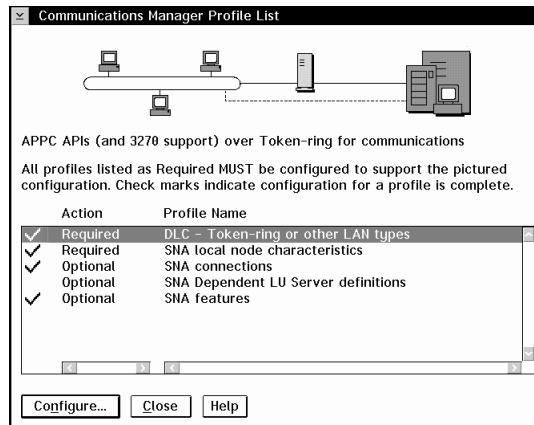 Communications Manager Profile List
APPC APIs (and 3270 support) over Token-ring for communications
All profiles listed as Required MUST be configured to support the pictured
configuration. Check marks indicate configuration for a profile is complete.
Action Profile Name
Required DLC - Token-ring or other LAN types
Required SNA local node characteristics
Optional SNA connections
Optional SNA Dependent LU Server definitions
Optional SNA features
Configure... Close Help